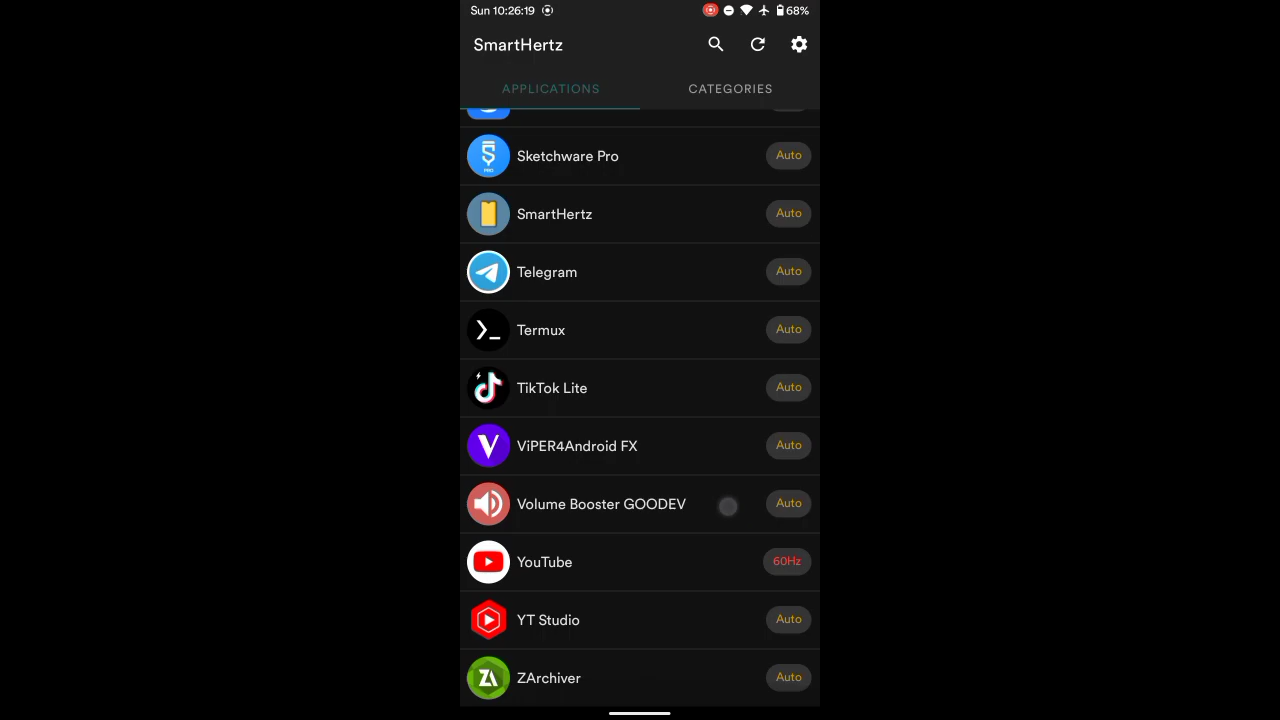 Sun 10:26:19
68%
SmartHertz
APPLICATIONS
CATEGORIES
Sketchware Pro
Auto
PRO
SmartHertz
Auto
Telegram
Auto
Termux
Auto
TikTok Lite
Auto
ViPER4Android FX
Auto
Volume Booster GOODEV
Auto
YouTube
60Hz
YT Studio
Auto
ZArchiver
Auto